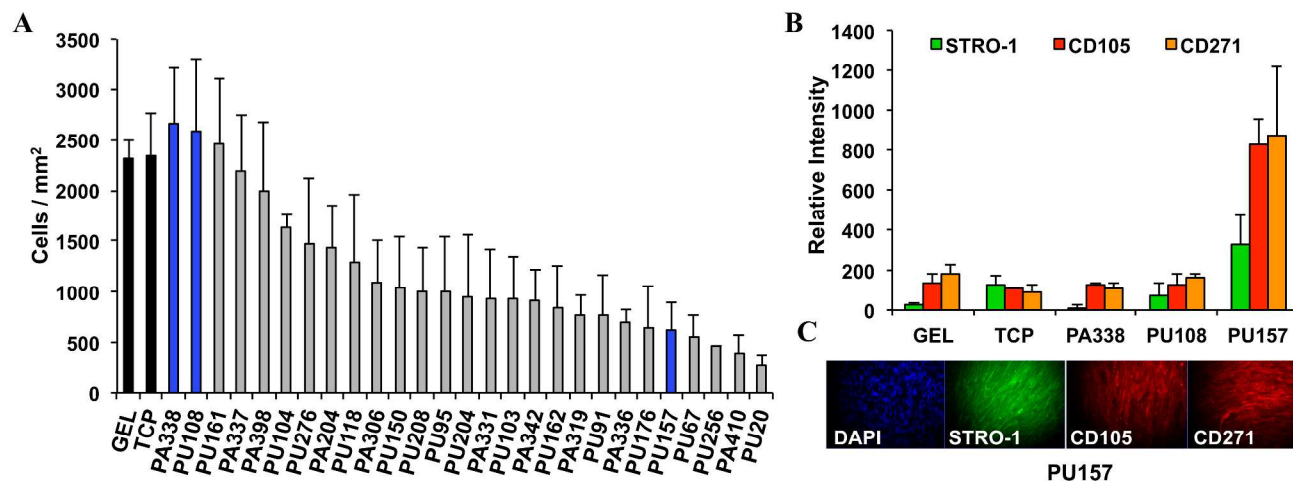 A
3500
3000
2500
2000
1500
1000
500
0
Cells / mm²
GEL
TCP
PA338
PU108
PU161
PA337
PA398
PU104
PU276
PA204
PU118
PA306
PU150
PU208
PU95
PU204
PA331
PU103
PA342
PU162
PA319
PU91
PA336
PU176
PU157
PU67
PU256
PA410
PU20
B
1400
1200
1000
800
600
400
200
0
Relative Intensity
STRO-1 CD105 CD271
GEL TCP PA338 PU108 PU157
C
DAPI STRO-1 CD105 CD271
PU157